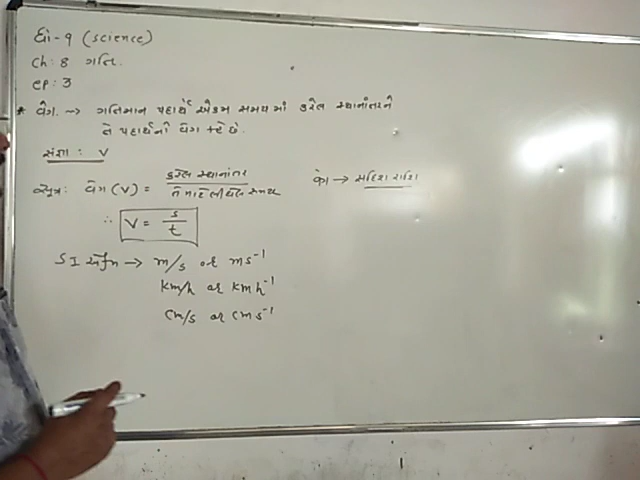 ધો-૧ (science)
Ch: 8 ગતિ.
ep: 3
* વેગ. → ગતિમાન પદાર્થે એકમ સમયમાં કરેલ સ્થાનાંતરને
તે પદાર્થનો વેગ કહે છે.
સંજ્ઞા : v
સૂત્ર: વેગ (v) = કરેલ સ્થાનાંતર / તે માટે લીધેલ સમય
વેગ → સદિશ રાશિ
∴ v = s/t
SI એકમ → m/s or ms⁻¹
km/h or kmh⁻¹
cm/s or cms⁻¹